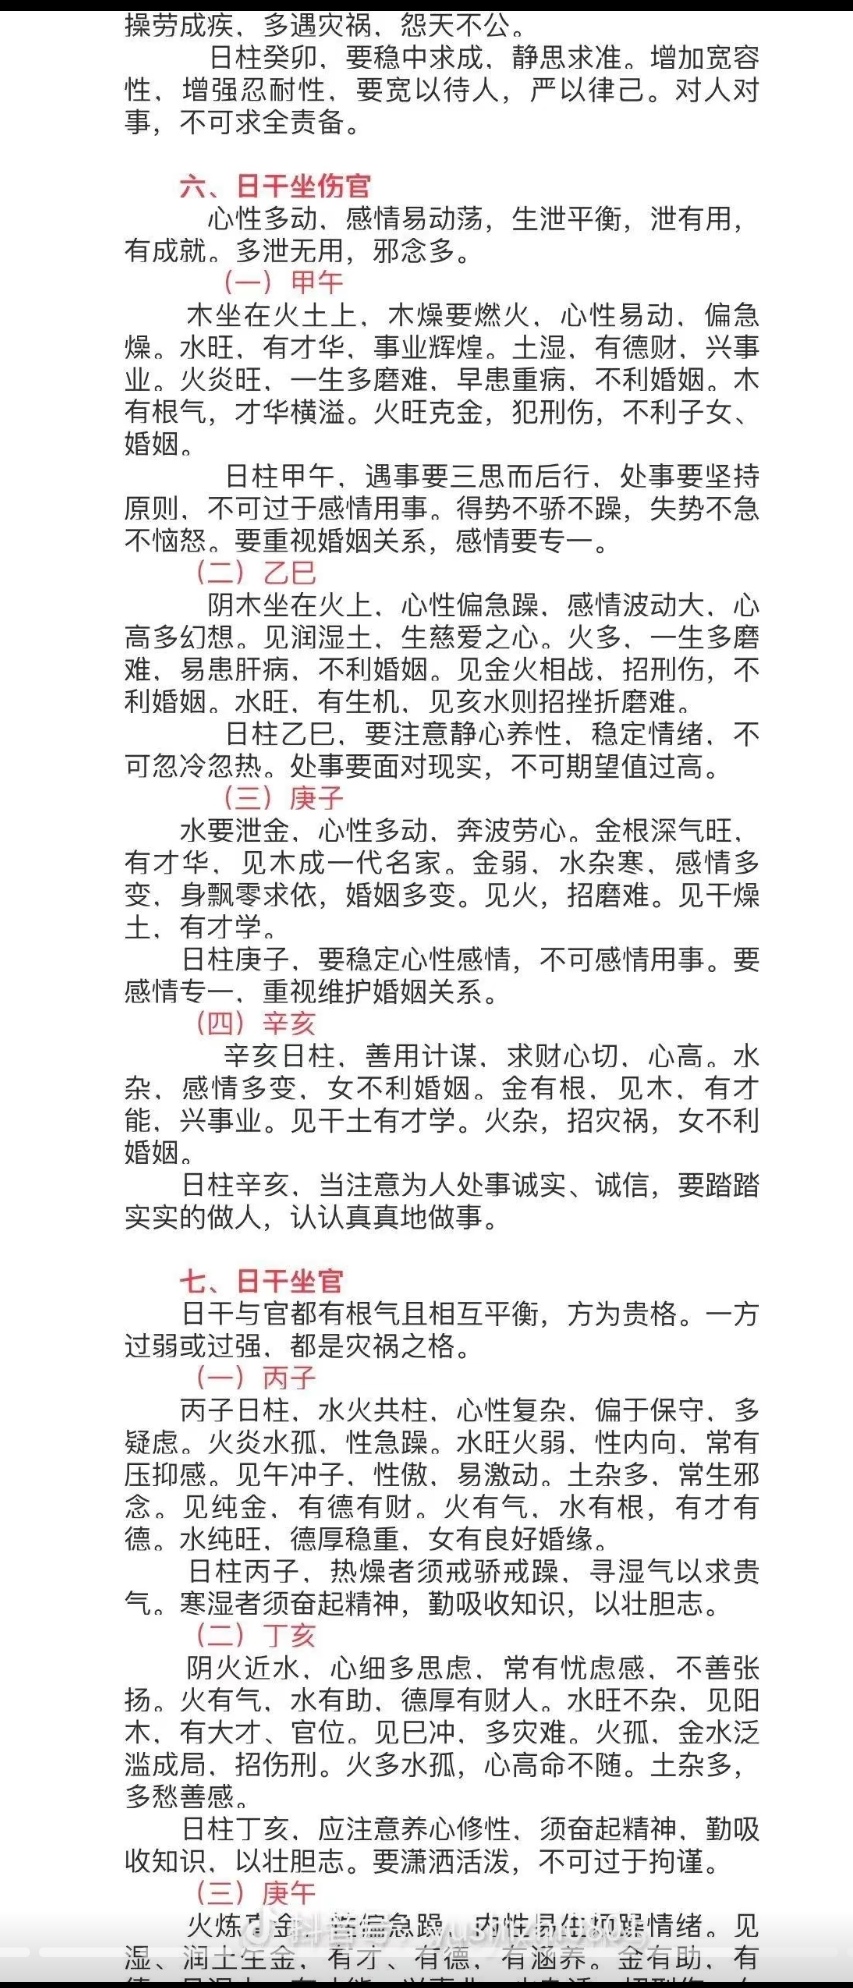 操劳成疾，多遇灾祸，怨天不公。
日柱癸卯，要稳中求成，静思求准。增加宽容
性，增强忍耐性，要宽以待人，严以律己。对人对
事，不可求全责备。
六、日干坐伤官
心性多动，感情易动荡，生泄平衡，泄有用，
有成就。多泄无用，邪念多。
（一）甲午
木坐在火土上，木燥要燃火，心性易动，偏急
燥。水旺，有才华，事业辉煌。土湿，有德财，兴事
业。火炎旺，一生多磨难，早患重病，不利婚姻。木
有根气，才华横溢。火旺克金，犯刑伤，不利子女、
婚姻。
日柱甲午，遇事要三思而后行，处事要坚持
原则，不可过于感情用事。得势不骄不躁，失势不急
不恼怒。要重视婚姻关系，感情要专一。
（二）乙巳
阴木坐在火上，心性偏急躁，感情波动大，心
高多幻想。见润湿土，生慈爱之心。火多，一生多磨
难，易患肝病，不利婚姻。见金火相战，招刑伤，不
利婚姻。水旺，有生机，见亥水则招挫折磨难。
日柱乙巳，要注意静心养性，稳定情绪，不
可忽冷忽热。处事要面对现实，不可期望值过高。
（三）庚子
水要泄金，心性多动，奔波劳心。金根深气旺，
有才华，见木成一代名家。金弱，水杂寒，感情多
变，身飘零求依，婚姻多变。见火，招磨难。见干燥
土，有才学。
日柱庚子，要稳定心性感情，不可感情用事。要
感情专一，重视维护婚姻关系。
（四）辛亥
辛亥日柱，善用计谋，求财心切，心高。水
杂，感情多变，女不利婚姻。金有根，见木，有才
能，兴事业。见干土有才学。火杂，招灾祸，女不利
婚姻。
日柱辛亥，当注意为人处事诚实、诚信，要踏踏
实实的做人，认认真真地做事。
七、日干坐官
日干与官都有根气且相互平衡，方为贵格。一方
过弱或过强，都是灾祸之格。
（一）丙子
丙子日柱，水火共柱，心性复杂，偏于保守，多
疑虑。火炎水孤，性急躁。水旺火弱，性内向，常有
压抑感。见午冲子，性傲，易激动。土杂多，常生邪
念。见纯金，有德有财。火有气，水有根，有才有
德。水纯旺，德厚稳重，女有良好婚缘。
日柱丙子，热燥者须戒骄戒躁，寻湿气以求贵
气。寒湿者须奋起精神，勤吸收知识，以壮胆志。
（二）丁亥
阴火近水，心细多思虑，常有忧虑感，不善张
扬。火有气，水有助，德厚有财人。水旺不杂，见阳
木，有大才、官位。见巳冲，多灾难。火孤，金水泛
滥成局，招伤刑。火多水孤，心高命不随。土杂多，
多愁善感。
日柱丁亥，应注意养心修性，须奋起精神，勤吸
收知识，以壮胆志。要潇洒活泼，不可过于拘谨。
（三）庚午
火炼真金，性偏急躁，内性易生烦躁情绪。见
湿、润土生金，有才、有德，有涵养。金有助，有